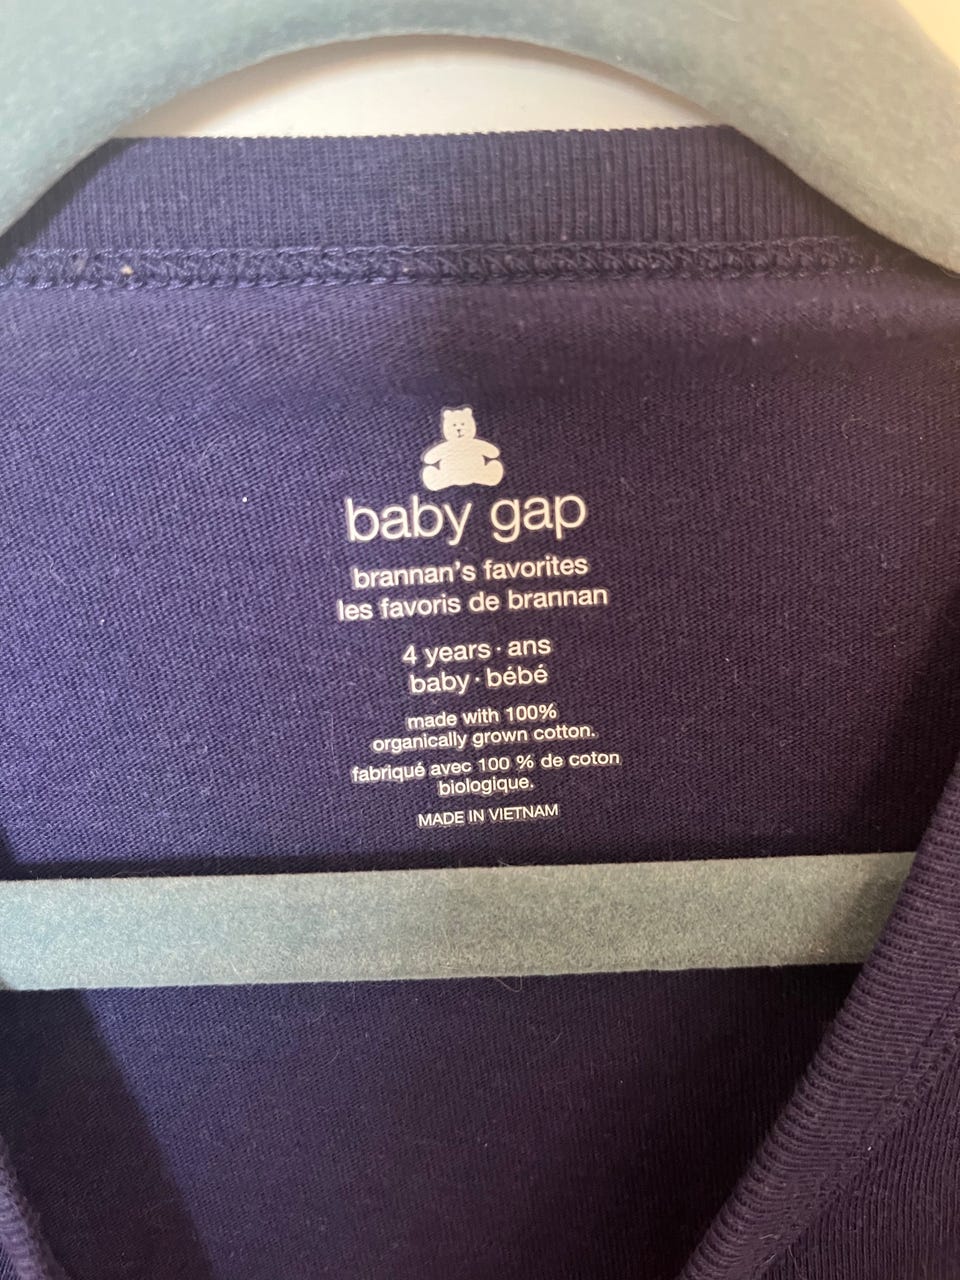 baby gap
brannan's favorites
les favoris de brannan
4 years · ans
baby · bébé
made with 100%
organically grown cotton.
fabriqué avec 100 % de coton
biologique.
MADE IN VIETNAM